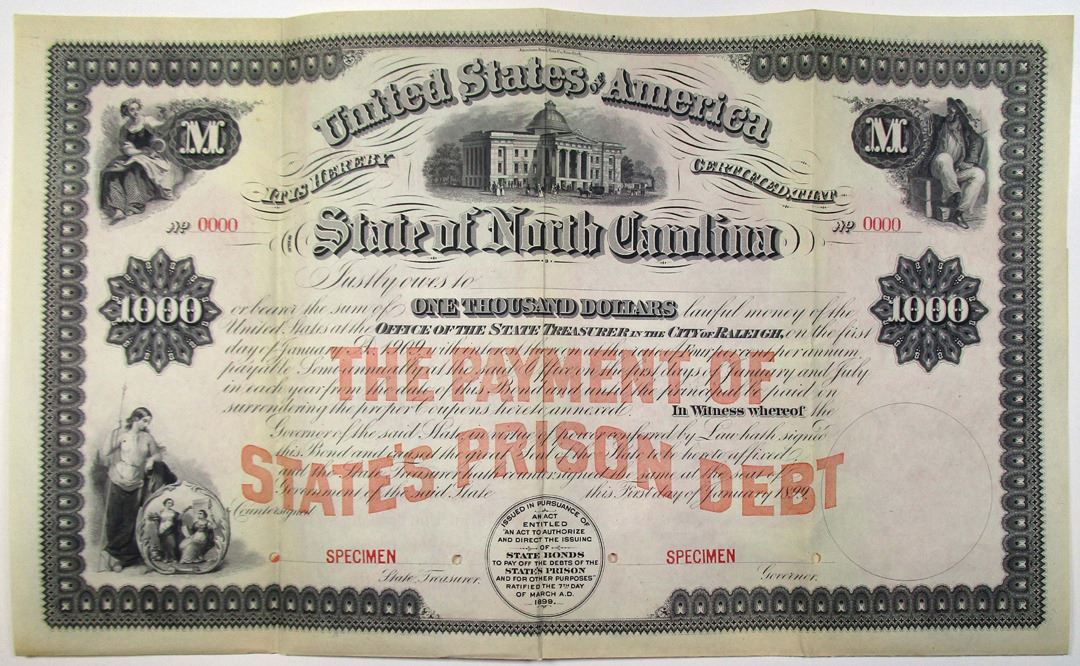 American Bank Note Co. New York.
United States of America
M
M
IT IS HEREBY
CERTIFIED, THAT
No 0000
No 0000
State of North Carolina
Justly owes to
1000
1000
or bearer the sum of ONE THOUSAND DOLLARS lawful money of the
United States at the OFFICE OF THE STATE TREASURER IN THE CITY OF RALEIGH, on the first
day of January 1909 with interest at the rate of four per annum,
payable Semi-annually at the said Office on the first days of January and July
in each year from the date of this Bond and until the principal be paid on
surrendering the proper Coupons hereto annexed. In Witness whereof the
Governor of the said State in virtue of power conferred by Law hath signed
this Bond and caused the great Seal of the State to be hereto affixed
and the State Treasurer hath countersigned the same at the seat of
Government of the said State this First day of January 1899
THE PAYMENT OF
STATE'S PRISON DEBT
Countersigned
SPECIMEN
SPECIMEN
State Treasurer.
Governor.
ISSUED IN PURSUANCE OF
AN ACT
ENTITLED
"AN ACT TO AUTHORIZE
AND DIRECT THE ISSUING
OF
STATE BONDS
TO PAY OFF THE DEBTS OF THE
STATE'S PRISON
AND FOR OTHER PURPOSES"
RATIFIED THE 7TH DAY
OF MARCH A.D.
1899.